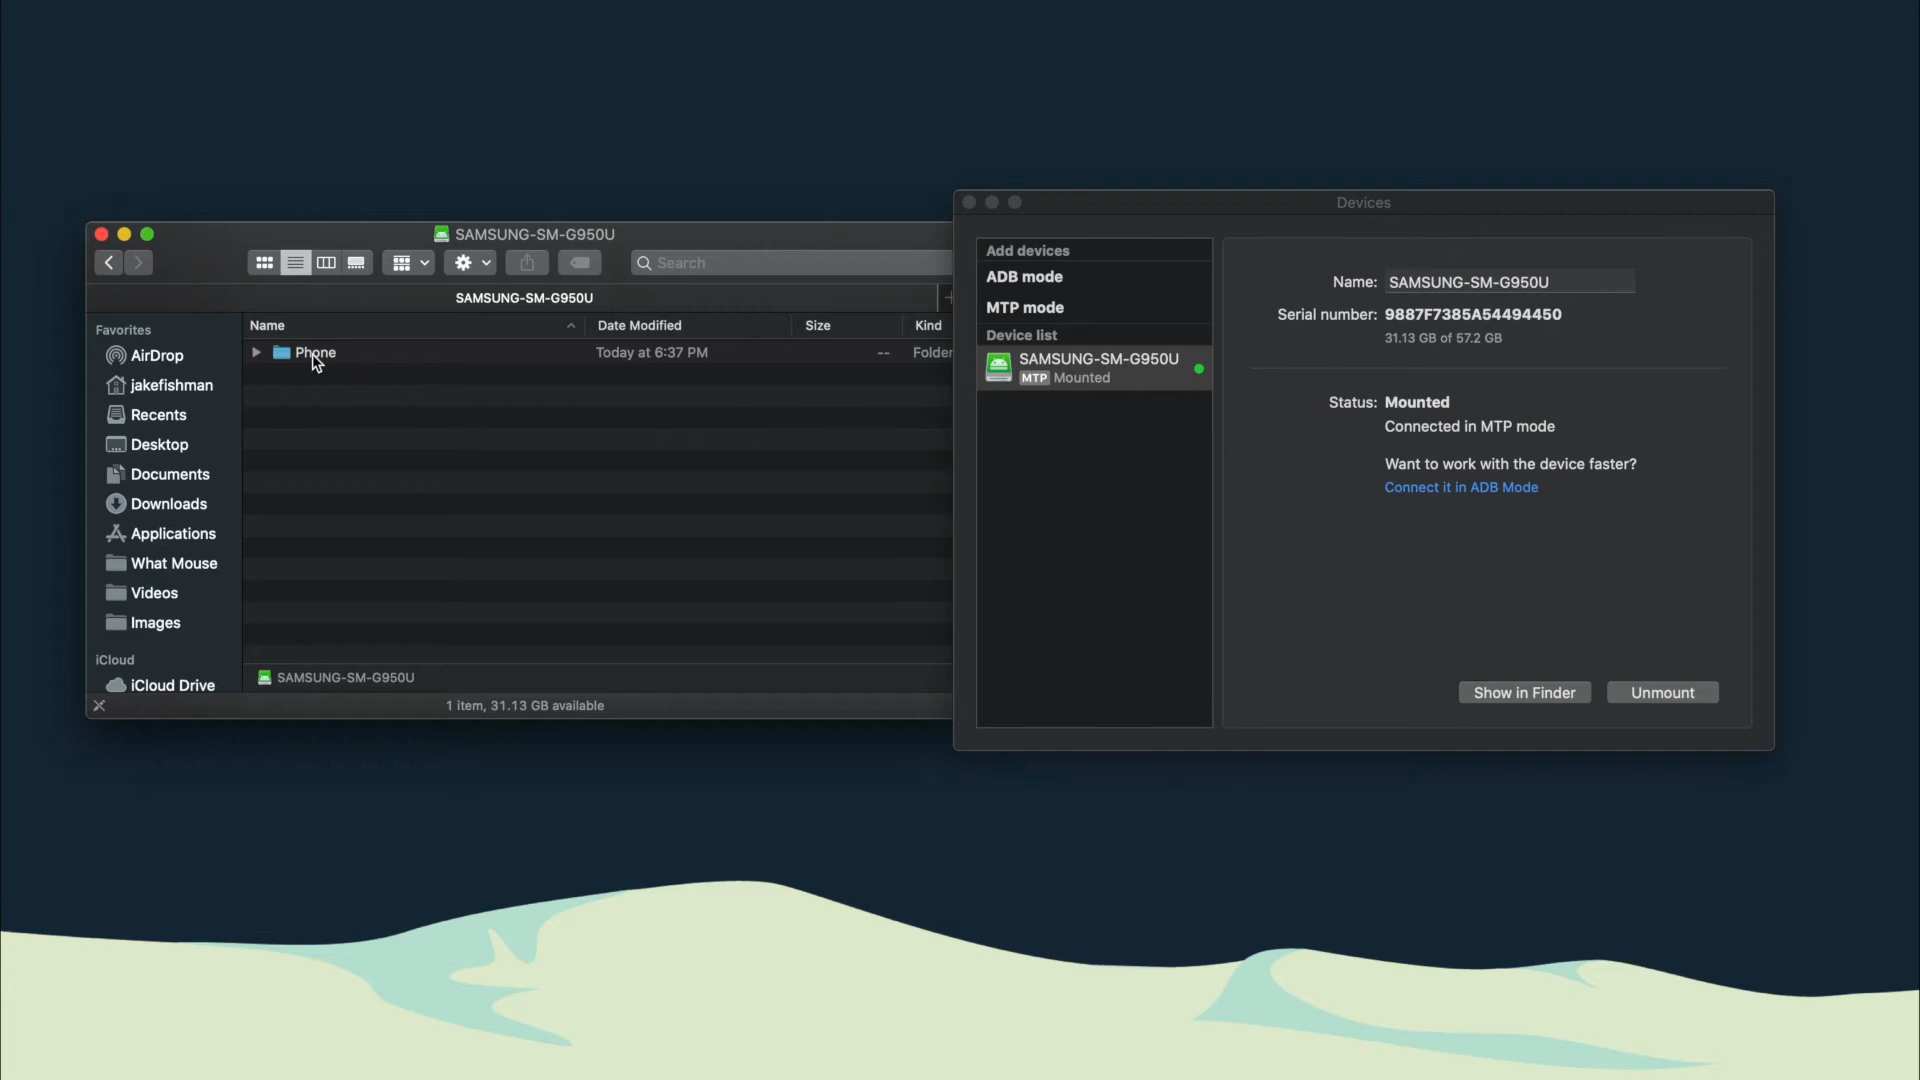 SAMSUNG-SM-G950U
Search
SAMSUNG-SM-G950U
Favorites
AirDrop
jakefishman
Recents
Desktop
Documents
Downloads
Applications
What Mouse
Videos
Images
iCloud
iCloud Drive
Name Date Modified Size Kind
Phone Today at 6:37 PM -- Folder
SAMSUNG-SM-G950U
1 item, 31.13 GB available
Devices
Add devices
ADB mode
MTP mode
Device list
SAMSUNG-SM-G950U
MTP Mounted
Name: SAMSUNG-SM-G950U
Serial number: 9887F7385A54494450
31.13 GB of 57.2 GB
Status: Mounted
Connected in MTP mode
Want to work with the device faster?
Connect it in ADB Mode
Show in Finder Unmount